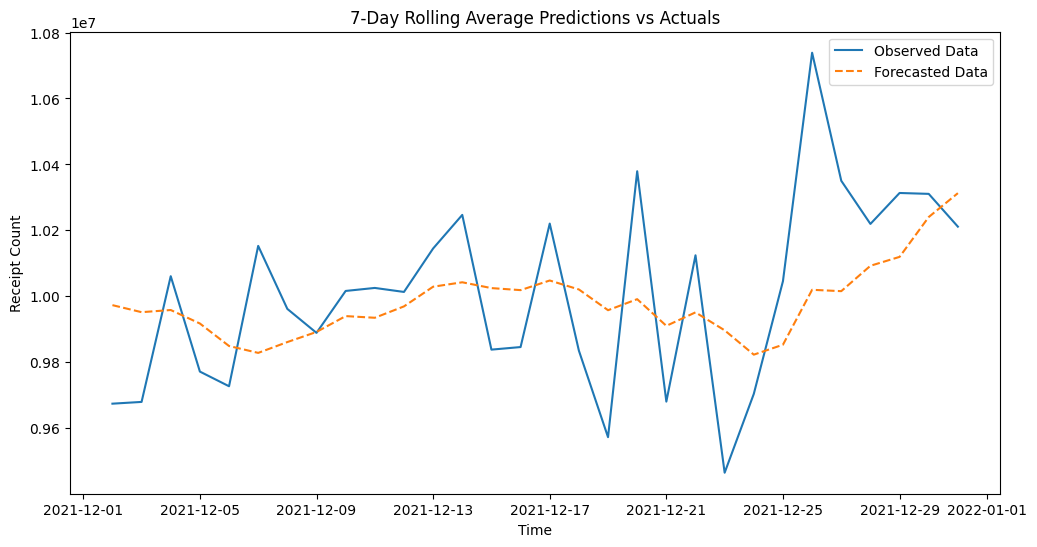 7-Day Rolling Average Predictions vs Actuals
1e7
1.08
1.06
1.04
1.02
1.00
0.98
0.96
Receipt Count
Observed Data
Forecasted Data
2021-12-01 2021-12-05 2021-12-09 2021-12-13 2021-12-17 2021-12-21 2021-12-25 2021-12-29 2022-01-01
Time